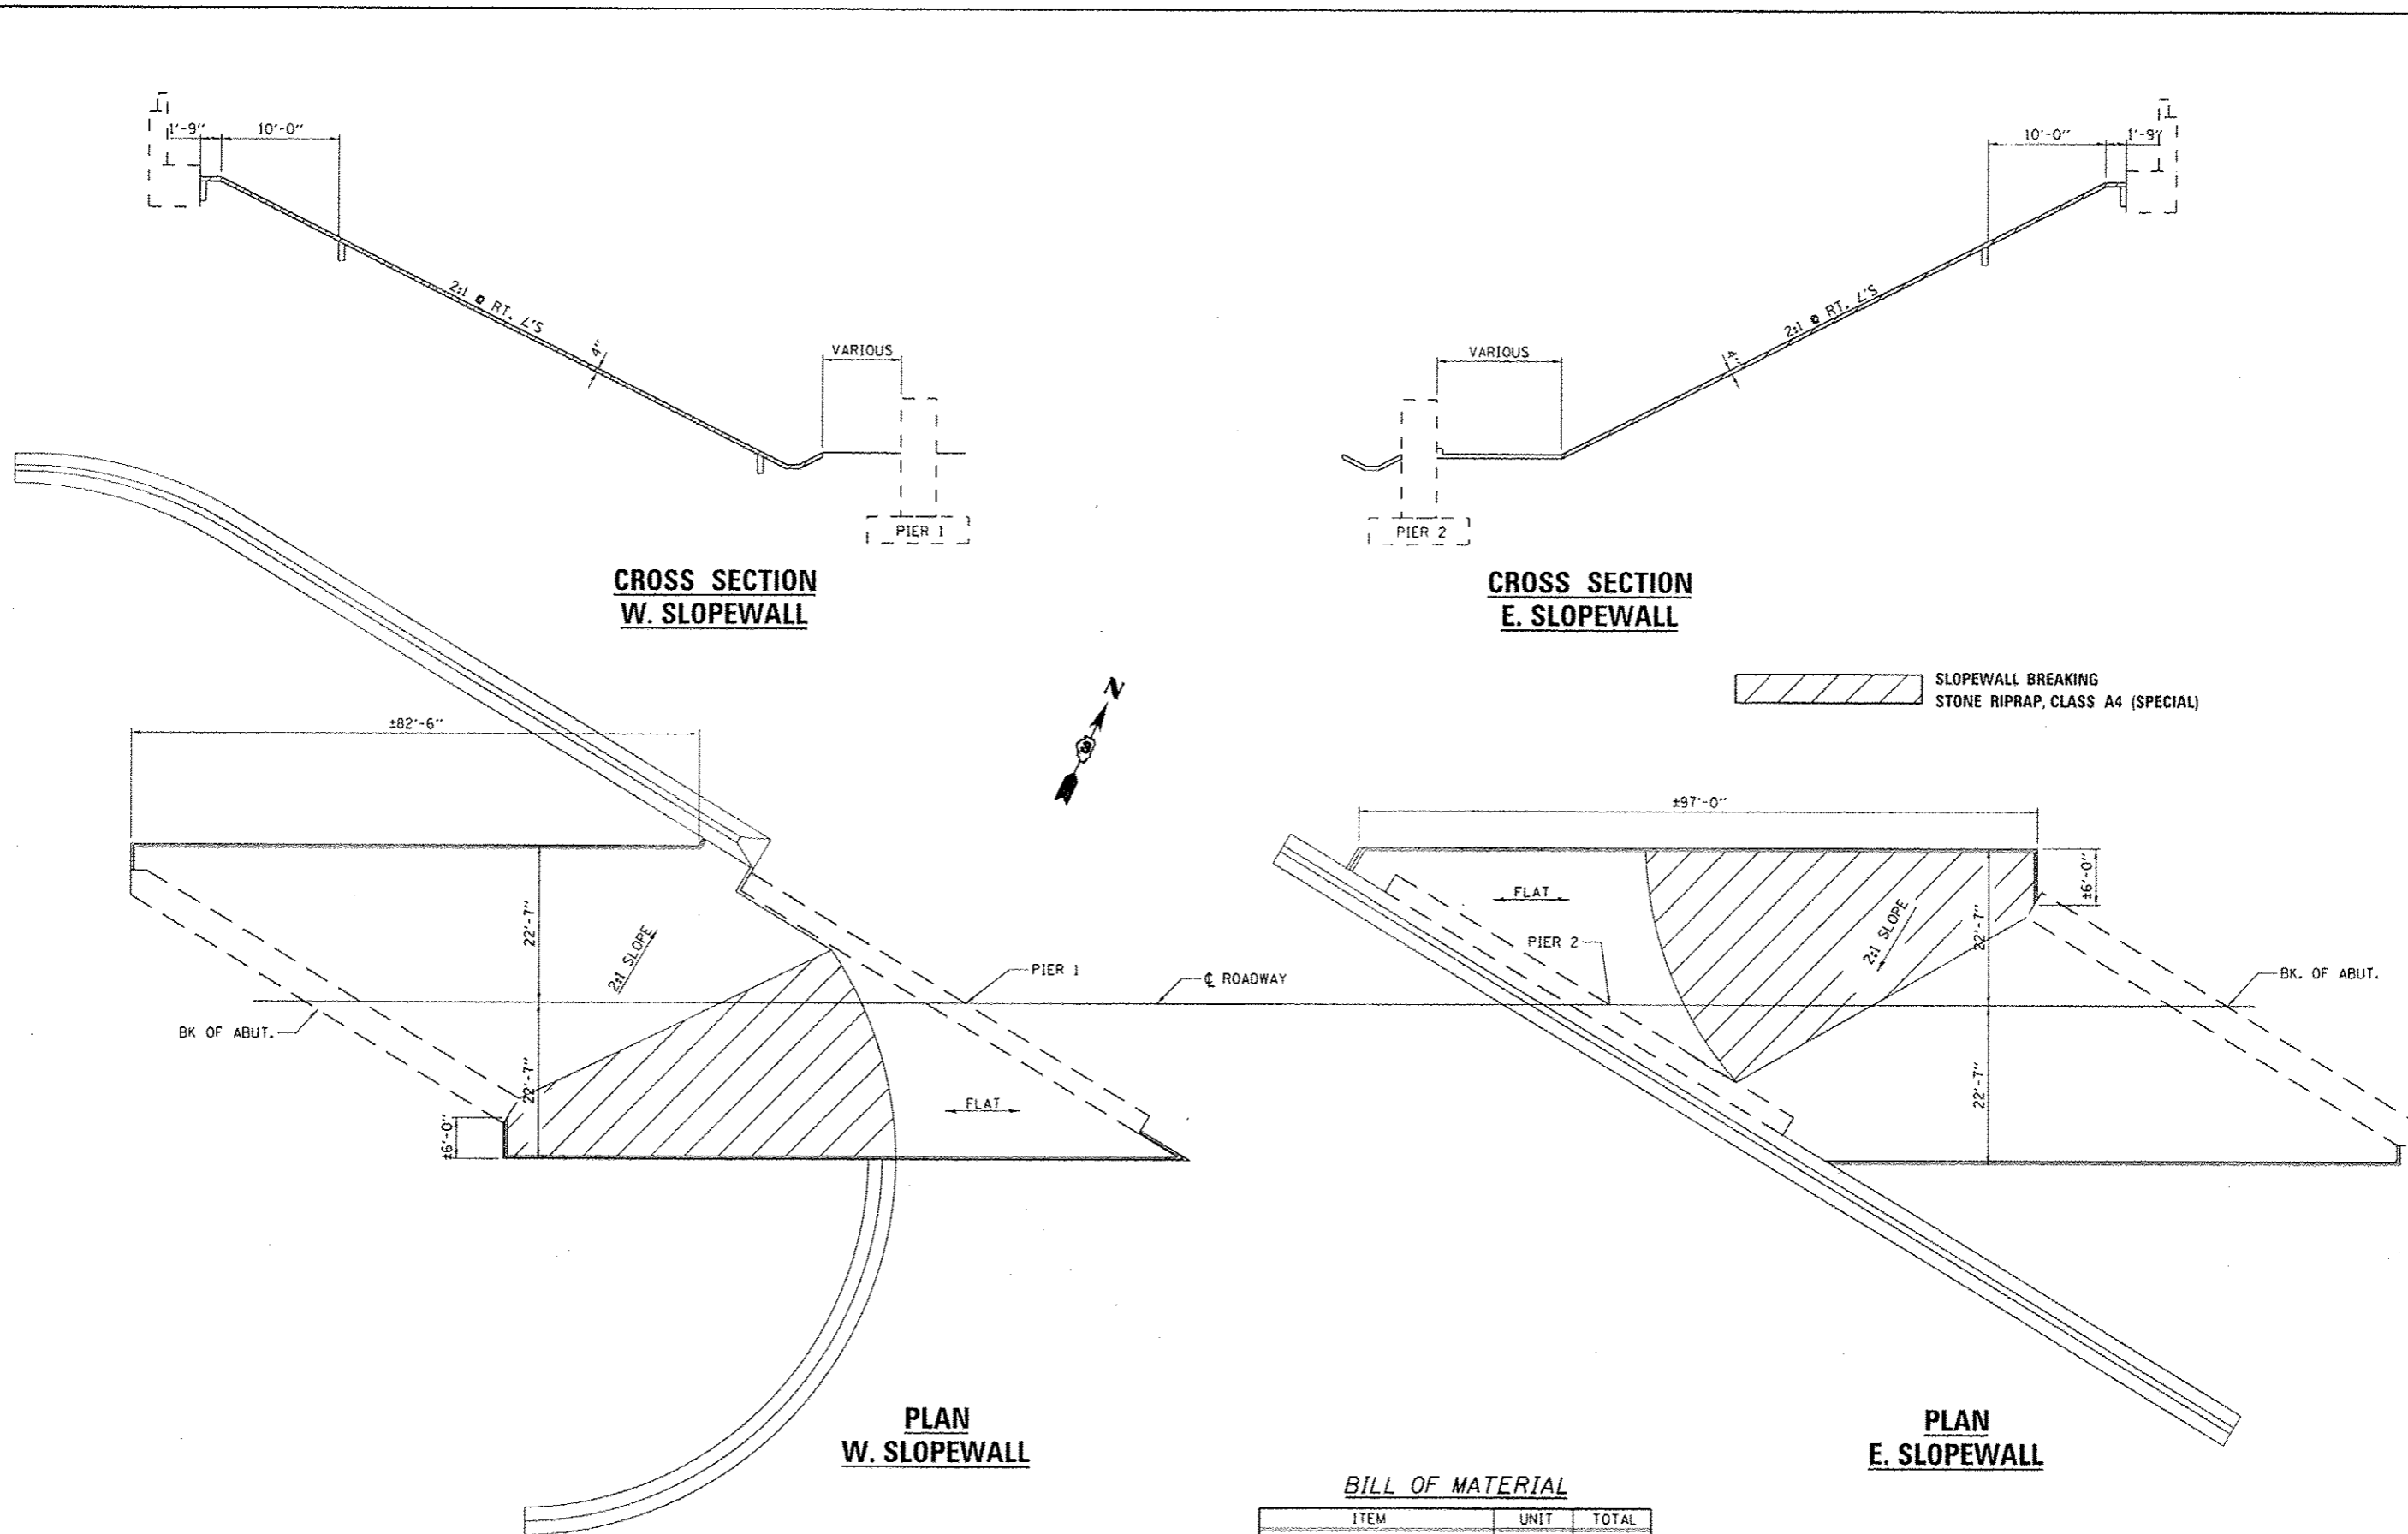 1'-9" 10'-0"
10'-0" 1'-9"
2:1 @ RT. ∠'S
2:1 @ RT. ∠'S
4"
4"
VARIOUS
VARIOUS
PIER 1
PIER 2
CROSS SECTION
W. SLOPEWALL
CROSS SECTION
E. SLOPEWALL
SLOPEWALL BREAKING
STONE RIPRAP, CLASS A4 (SPECIAL)
N
±82'-6"
±97'-0"
22'-7"
2:1 SLOPE
BK OF ABUT.
22'-7"
±6'-0"
FLAT
PIER 1
℄ ROADWAY
FLAT
PIER 2
2:1 SLOPE
22'-7"
±6'-0"
BK. OF ABUT.
22'-7"
PLAN
W. SLOPEWALL
PLAN
E. SLOPEWALL
BILL OF MATERIAL
ITEM UNIT TOTAL